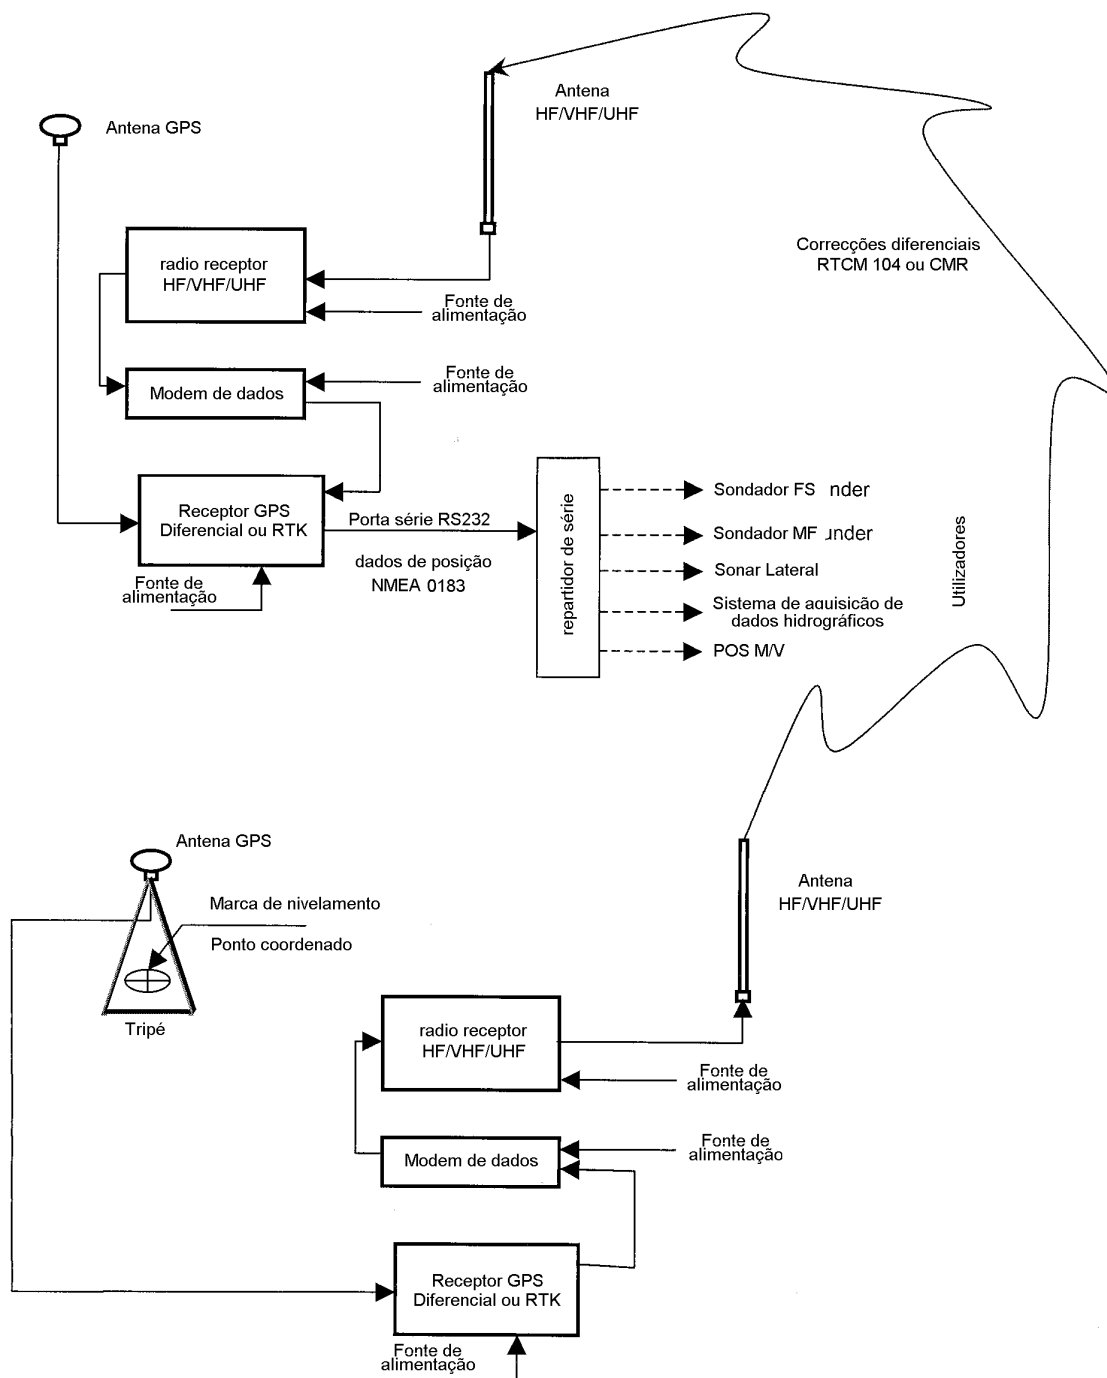 Antena
HF/VHF/UHF
Antena GPS
radio receptor
HF/VHF/UHF
Correcções diferenciais
RTCM 104 ou CMR
Fonte de
alimentação
Modem de dados
Fonte de
alimentação
Receptor GPS
Diferencial ou RTK
Fonte de
alimentação
Porta série RS232
dados de posição
NMEA 0183
repartidor de série
Sondador FS nder
Sondador MF under
Sonar Lateral
Sistema de aquisição de
dados hidrográficos
POS M/V
Utilizadores
Antena GPS
Marca de nivelamento
Ponto coordenado
Tripé
Antena
HF/VHF/UHF
radio receptor
HF/VHF/UHF
Fonte de
alimentação
Modem de dados
Fonte de
alimentação
Receptor GPS
Diferencial ou RTK
Fonte de
alimentação